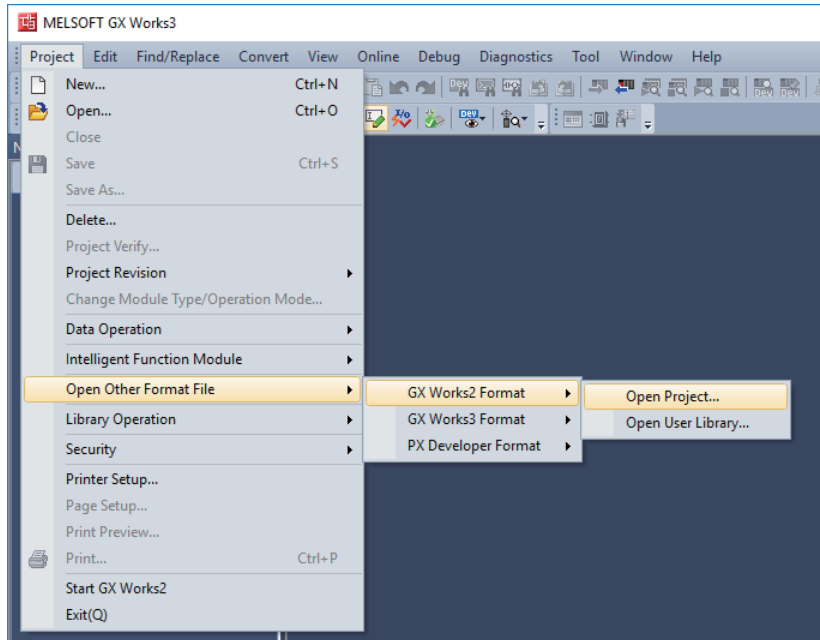 MELSOFT GX Works3
Project Edit Find/Replace Convert View Online Debug Diagnostics Tool Window Help
New... Ctrl+N
Open... Ctrl+O
Close
Save Ctrl+S
Save As...
Delete...
Project Verify...
Project Revision
Change Module Type/Operation Mode...
Data Operation
Intelligent Function Module
Open Other Format File
GX Works2 Format
Open Project...
Library Operation
GX Works3 Format
Open User Library...
Security
PX Developer Format
Printer Setup...
Page Setup...
Print Preview...
Print... Ctrl+P
Start GX Works2
Exit(Q)